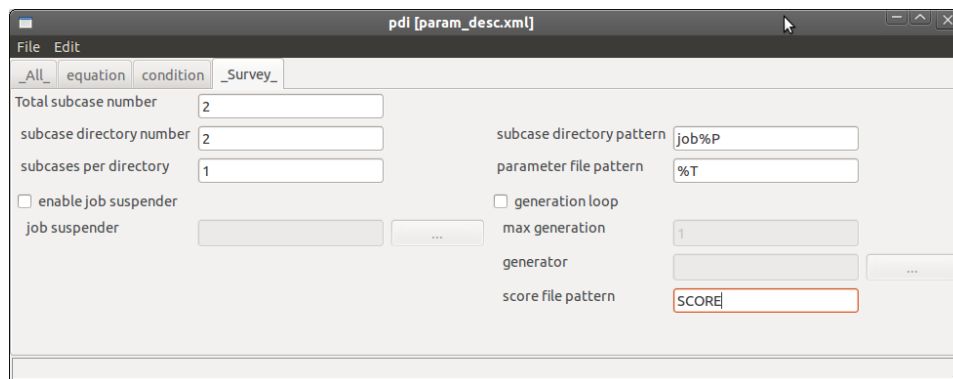 pdi [param_desc.xml]
File Edit
_All_ equation condition _Survey_
Total subcase number 2
subcase directory number 2 subcase directory pattern job%P
subcases per directory 1 parameter file pattern %T
enable job suspender generation loop
job suspender ... max generation 1
generator ...
score file pattern SCORE